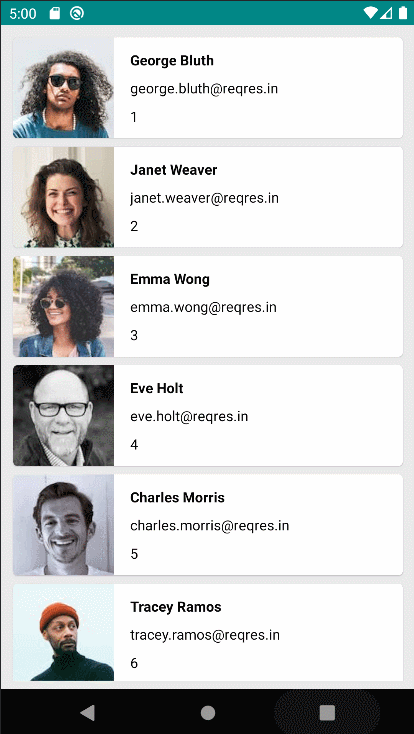 5:00
George Bluth
george.bluth@reqres.in
1
Janet Weaver
janet.weaver@reqres.in
2
Emma Wong
emma.wong@reqres.in
3
Eve Holt
eve.holt@reqres.in
4
Charles Morris
charles.morris@reqres.in
5
Tracey Ramos
tracey.ramos@reqres.in
6